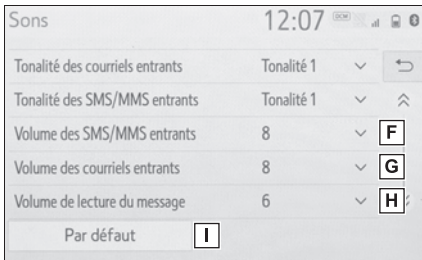 Sons 12:07 DCM
Tonalité des courriels entrants Tonalité 1
Tonalité des SMS/MMS entrants Tonalité 1
Volume des SMS/MMS entrants 8 F
Volume des courriels entrants 8 G
Volume de lecture du message 6 H
Par défaut I